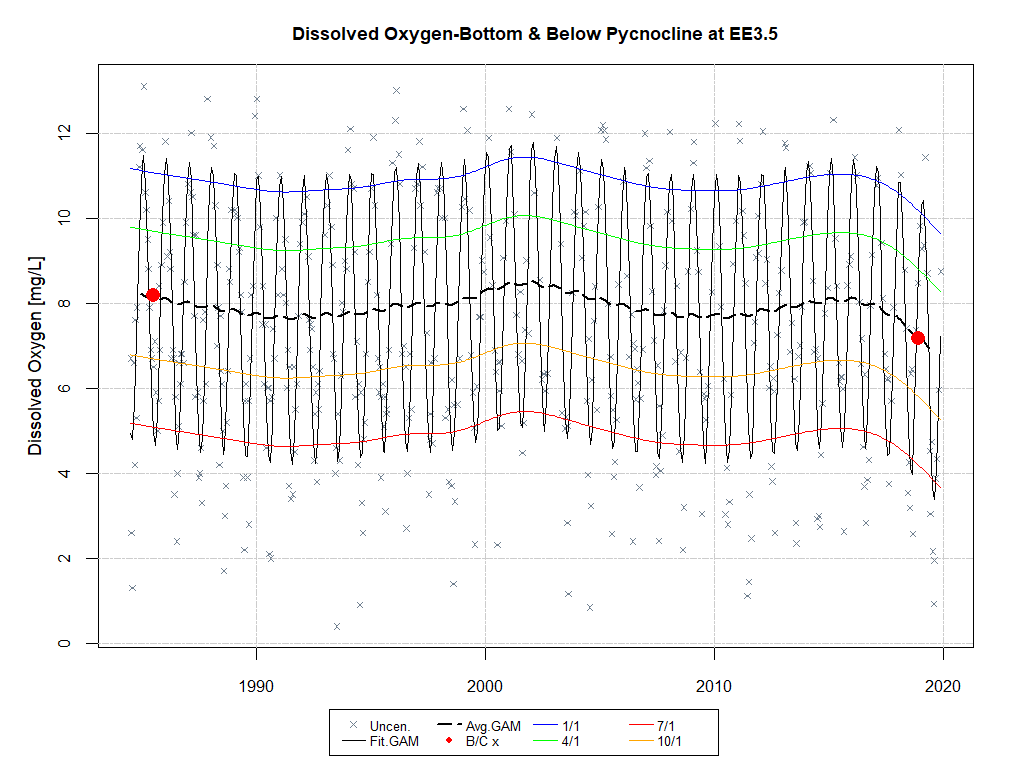 Dissolved Oxygen-Bottom & Below Pycnocline at EE3.5
Dissolved Oxygen [mg/L]
12
10
8
6
4
2
0
1990 2000 2010 2020
Uncen. Avg.GAM 1/1 7/1
Fit.GAM B/C x 4/1 10/1